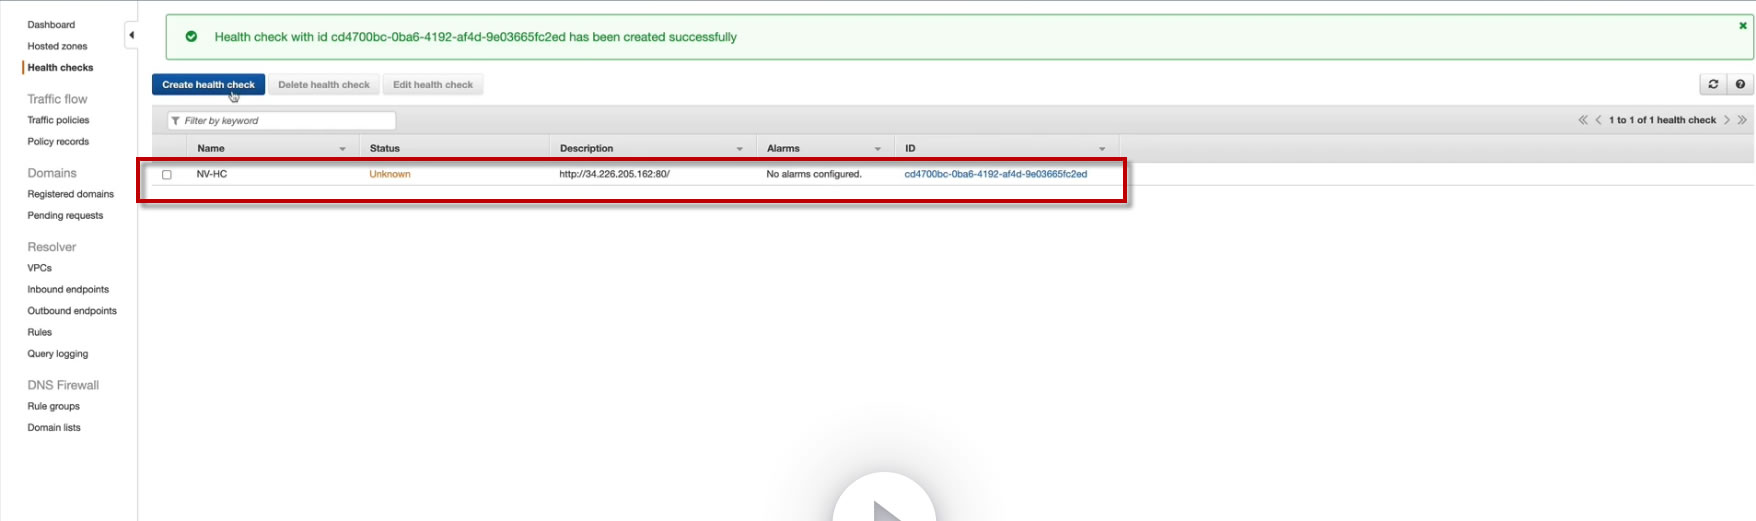 Dashboard
Hosted zones
Health checks
Traffic flow
Traffic policies
Policy records
Domains
Registered domains
Pending requests
Resolver
VPCs
Inbound endpoints
Outbound endpoints
Rules
Query logging
DNS Firewall
Rule groups
Domain lists
Health check with id cd4700bc-0ba6-4192-af4d-9e03665fc2ed has been created successfully
Create health check Delete health check Edit health check
Filter by keyword 1 to 1 of 1 health check
Name Status Description Alarms ID
NV-HC Unknown http://34.226.205.162:80/ No alarms configured. cd4700bc-0ba6-4192-af4d-9e03665fc2ed